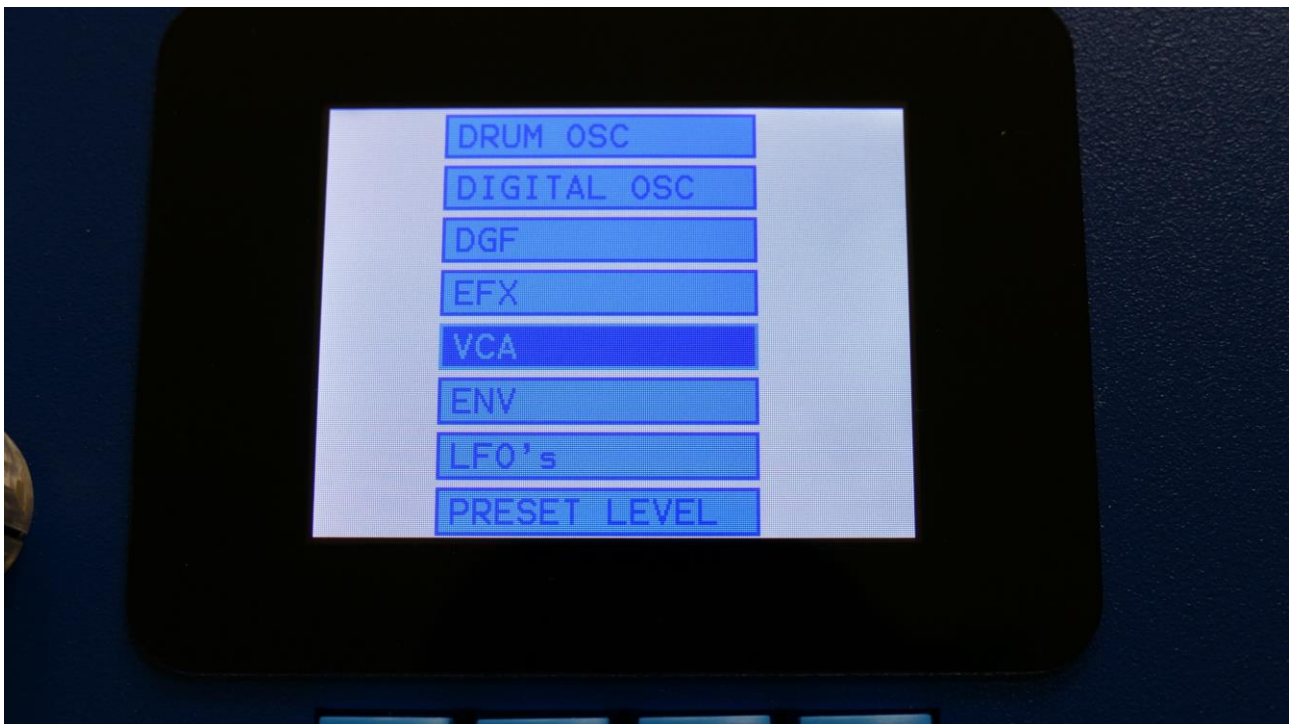 DRUM OSC
DIGITAL OSC
DGF
EFX
VCA
ENV
LFO's
PRESET LEVEL